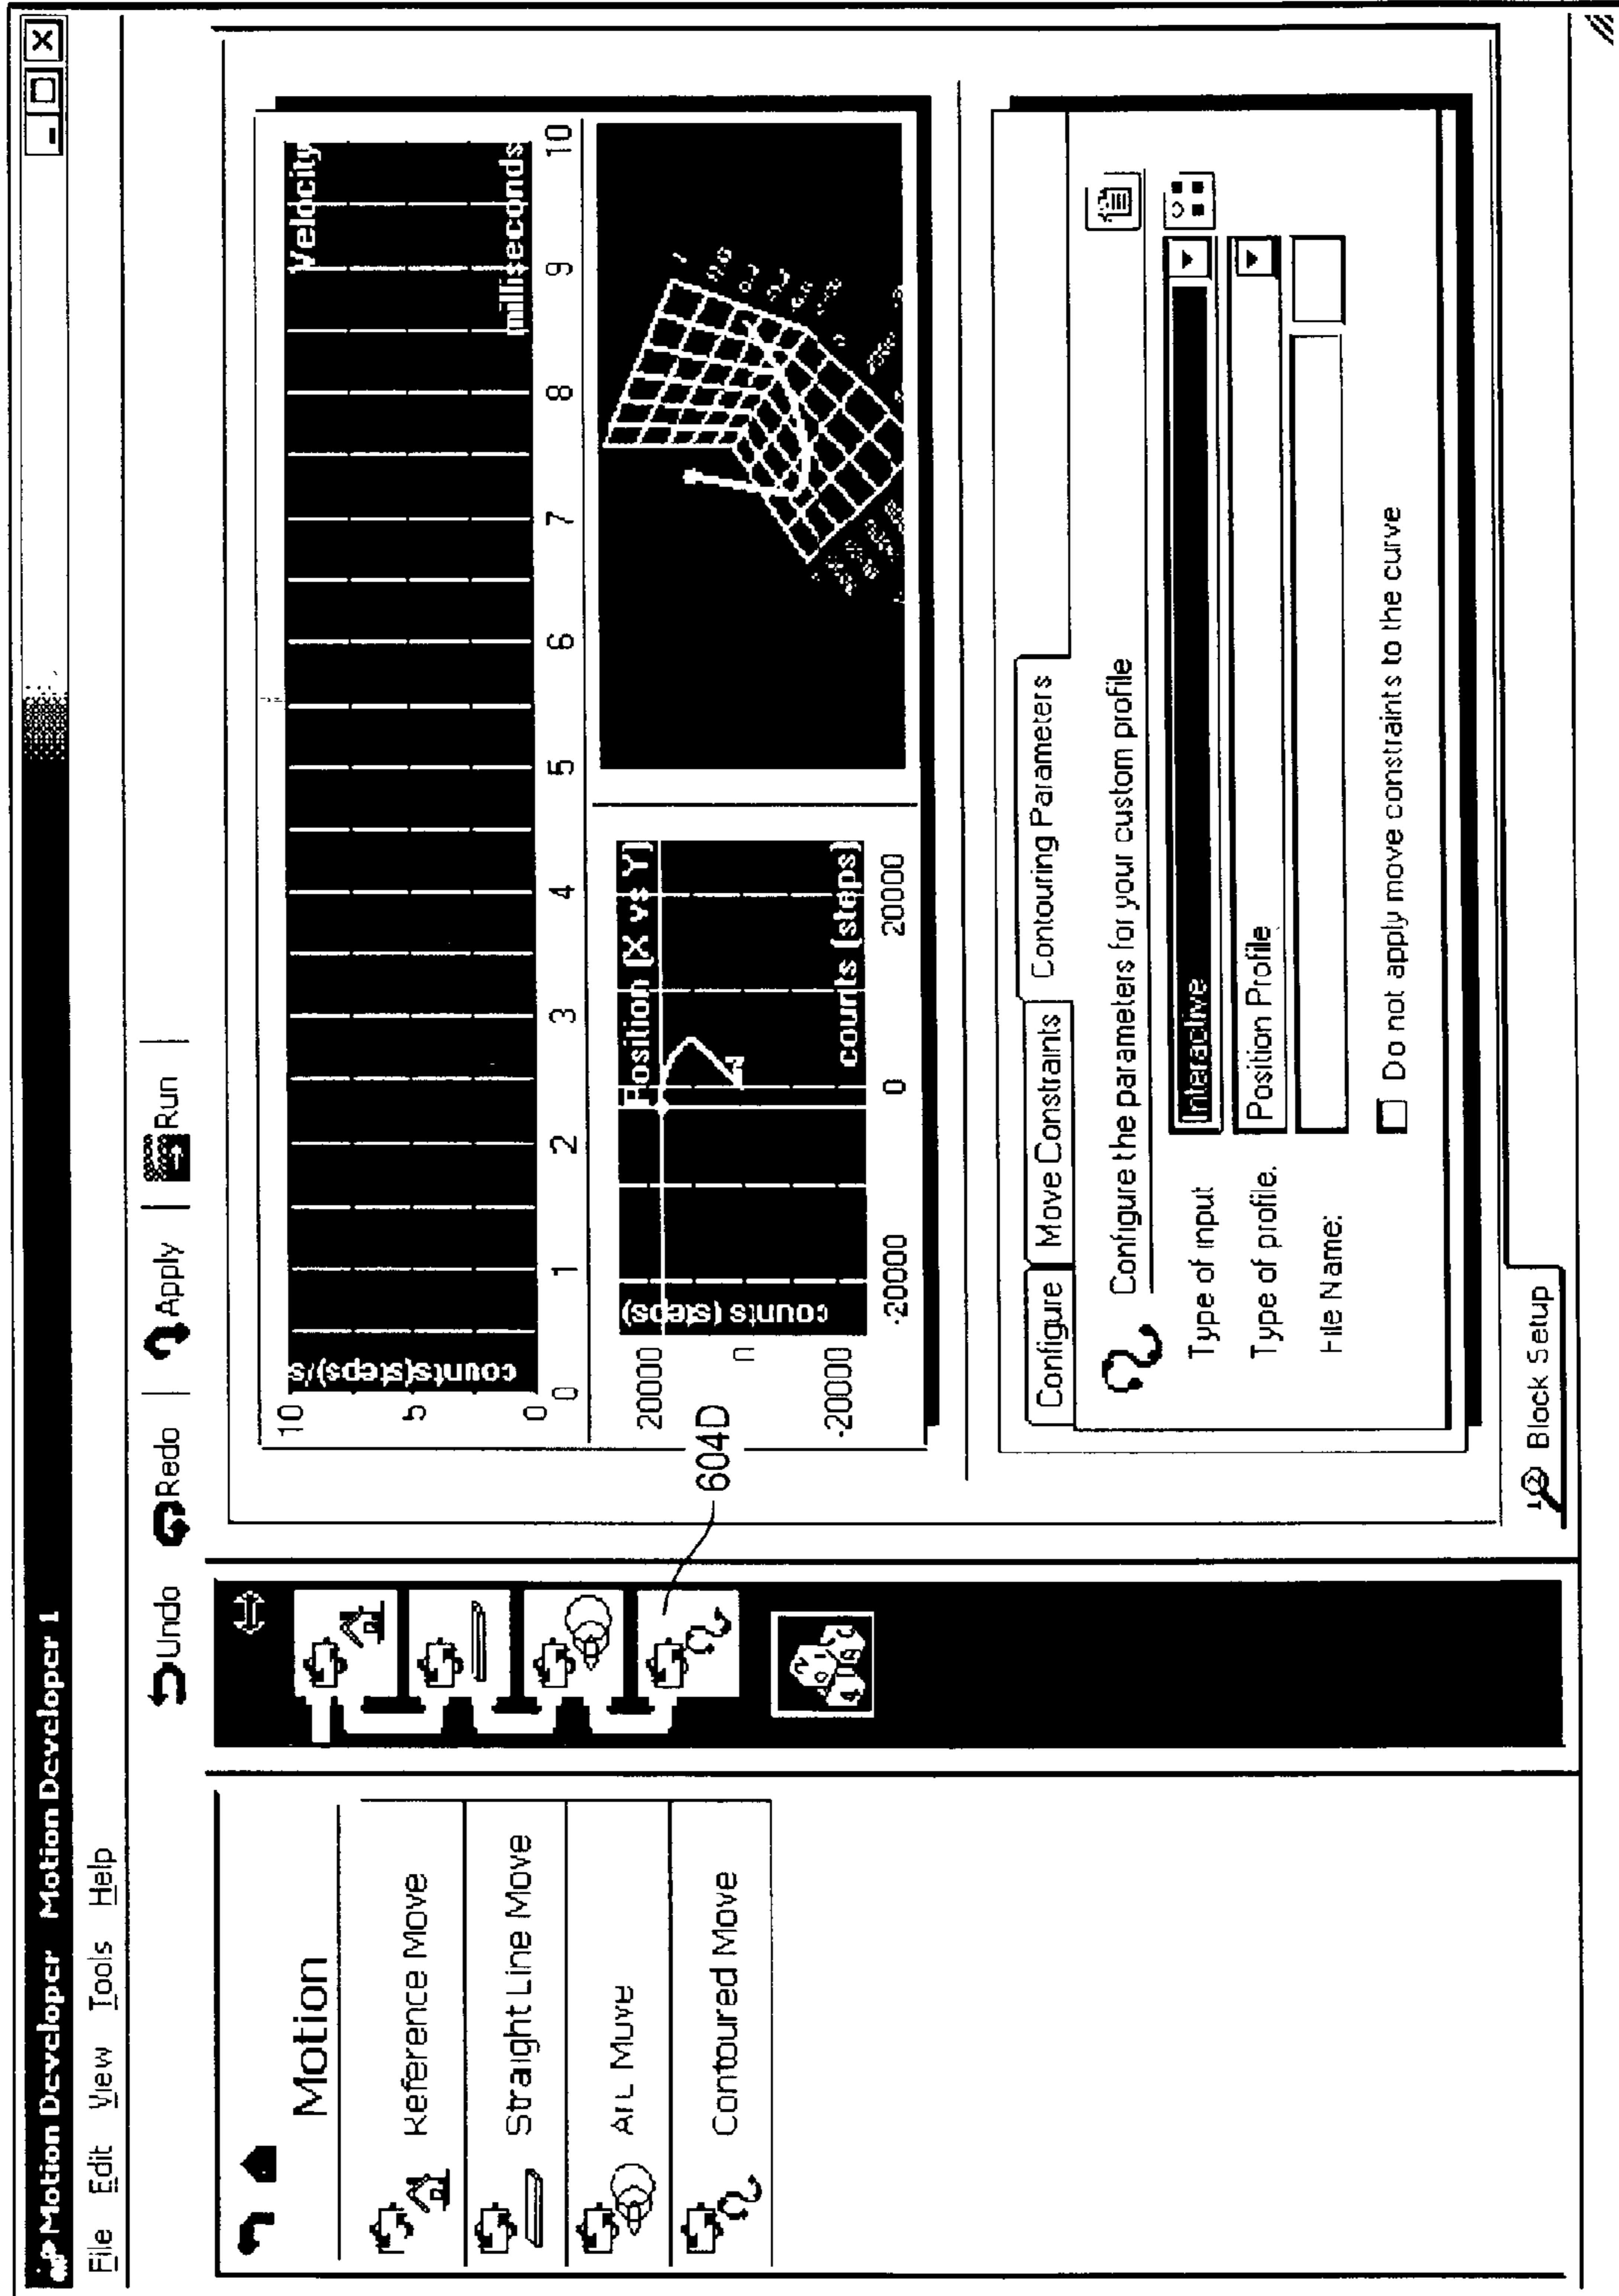 Motion Developer   Motion Developer 1
File Edit View Tools Help
Undo Redo Apply Run
Motion
Reference Move
Straight Line Move
Arc Move
Contoured Move
604D
10
5
0
counts(steps)/s
Velocity
milliseconds
0 1 2 3 4 5 6 7 8 9 10
20000
0
-20000
counts (steps)
Position (X vs Y)
counts (steps)
-20000 0 20000
Configure Move Constraints Contouring Parameters
Configure the parameters for your custom profile
Type of input Interactive
Type of profile. Position Profile
File Name:
Do not apply move constraints to the curve
Block Setup